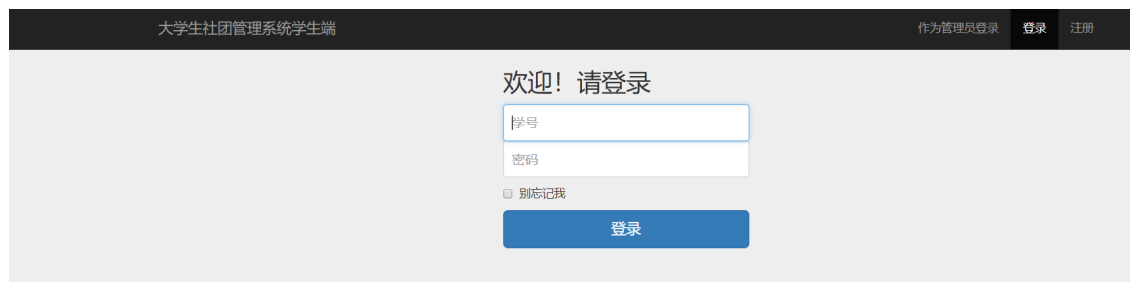 大学生社团管理系统学生端 作为管理员登录 登录 注册
欢迎！请登录
学号
密码
别忘记我
登录